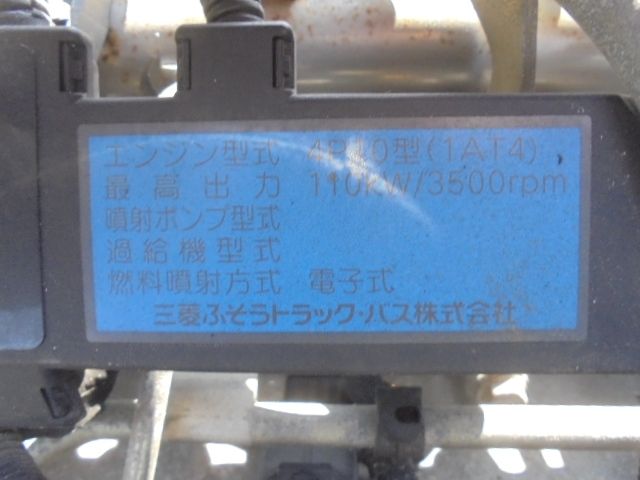 エンジン型式 4P10型(1AT4)
最高出力 110kW/3500rpm
噴射ポンプ型式
過給機型式
燃料噴射方式 電子式
三菱ふそうトラック・バス株式会社